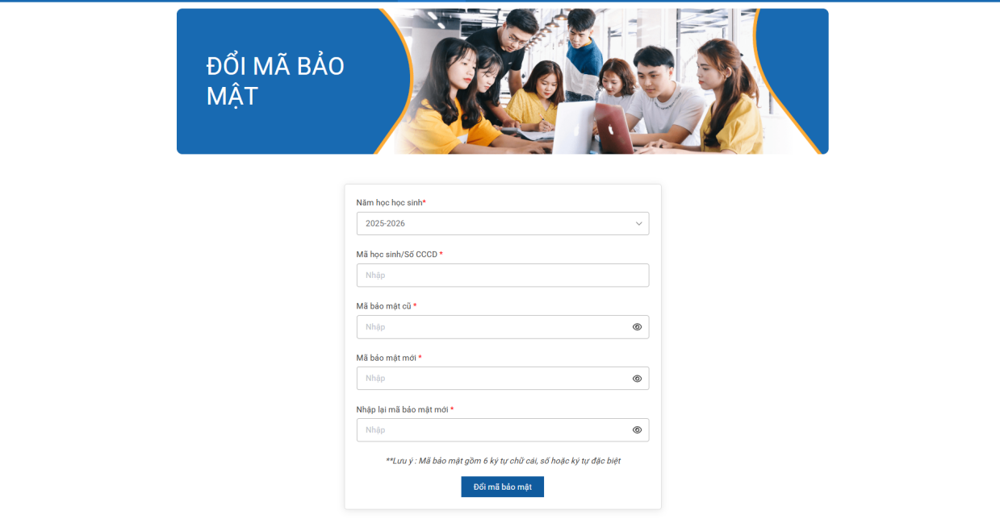 ĐỔI MÃ BẢO
MẬT
Năm học học sinh*
2025-2026
Mã học sinh/Số CCCD *
Nhập
Mã bảo mật cũ *
Nhập
Mã bảo mật mới *
Nhập
Nhập lại mã bảo mật mới *
Nhập
**Lưu ý : Mã bảo mật gồm 6 ký tự chữ cái, số hoặc ký tự đặc biệt
Đổi mã bảo mật